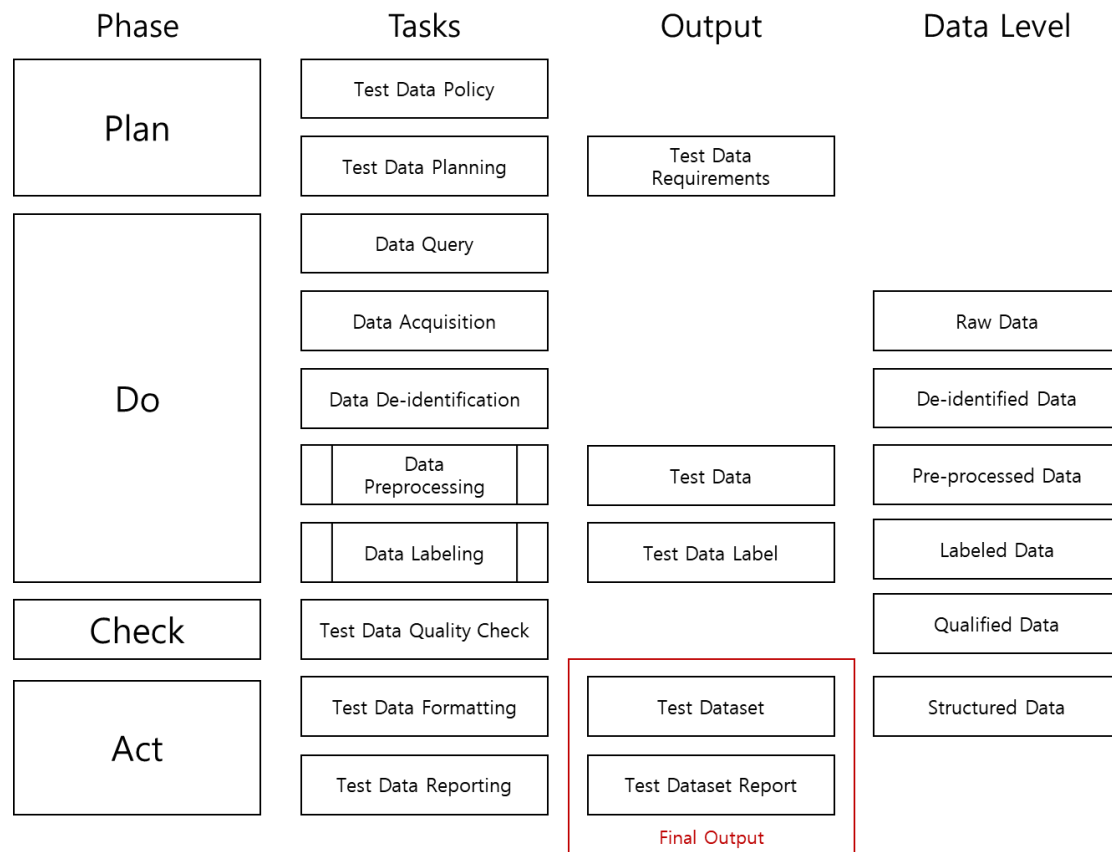 Phase Tasks Output Data Level
Plan
Test Data Policy
Test Data Planning
Test Data
Requirements
Do
Data Query
Data Acquisition
Raw Data
Data De-identification
De-identified Data
Data
Preprocessing
Test Data
Pre-processed Data
Data Labeling
Test Data Label
Labeled Data
Check
Test Data Quality Check
Qualified Data
Act
Test Data Formatting
Test Dataset
Structured Data
Test Data Reporting
Test Dataset Report
Final Output